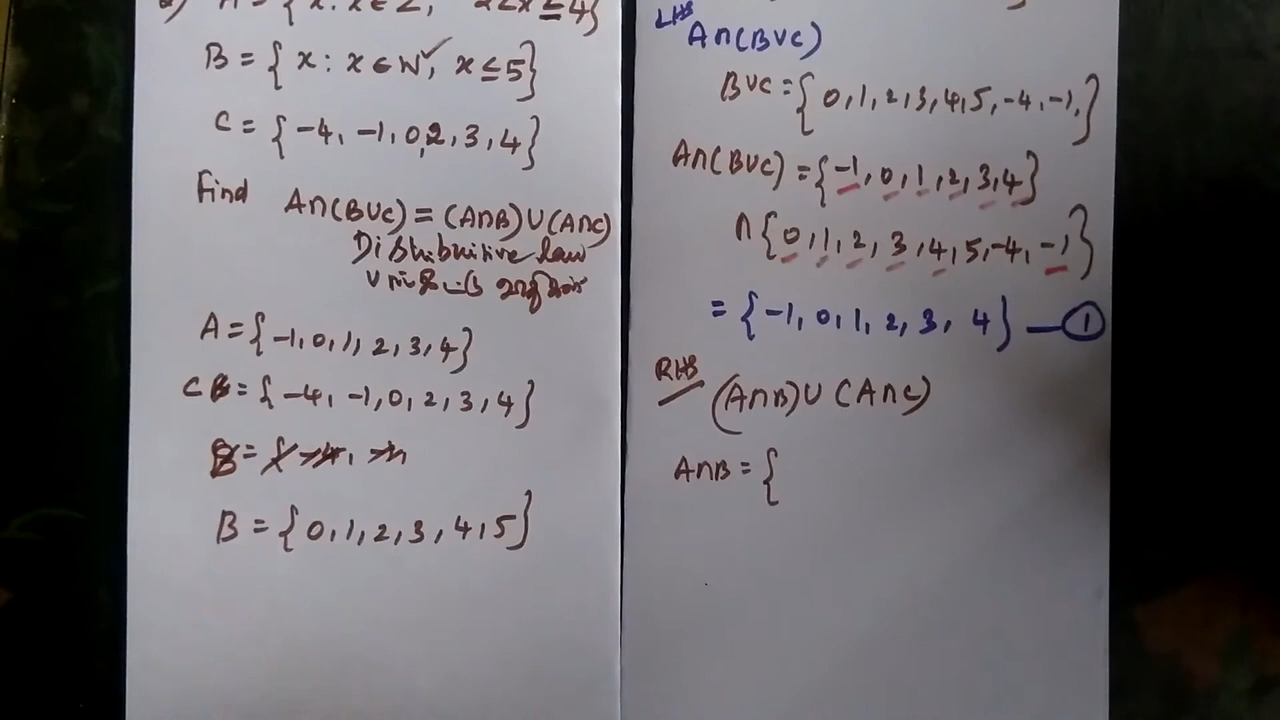 A = { x : x ∈ Z, -2 < x ≤ 4}
B = { x : x ∈ W, x ≤ 5}
C = { -4, -1, 0, 2, 3, 4 }
Find A∩(B∪C) = (A∩B)∪(A∩C)
Distributive law
A = {-1, 0, 1, 2, 3, 4}
C = { -4, -1, 0, 2, 3, 4 }
B = { 0, 1, 2, 3, 4, 5 }
LHS
A∩(B∪C)
B∪C = { 0, 1, 2, 3, 4, 5, -4, -1, }
A∩(B∪C) = { -1, 0, 1, 2, 3, 4 }
∩ { 0, 1, 2, 3, 4, 5, -4, -1 }
= { -1, 0, 1, 2, 3, 4 } — 1
RHS
(A∩B)∪(A∩C)
A∩B = {